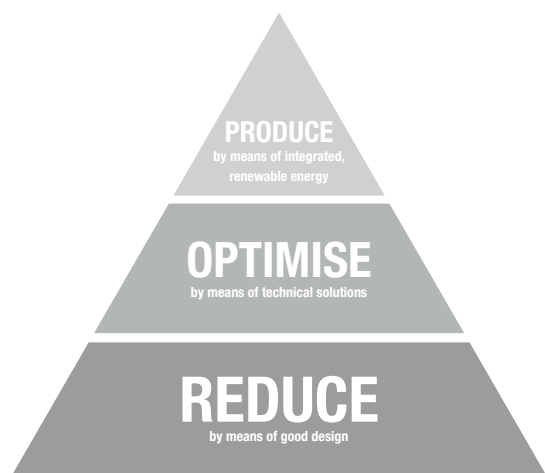 PRODUCE
by means of integrated,
renewable energy
OPTIMISE
by means of technical solutions
REDUCE
by means of good design